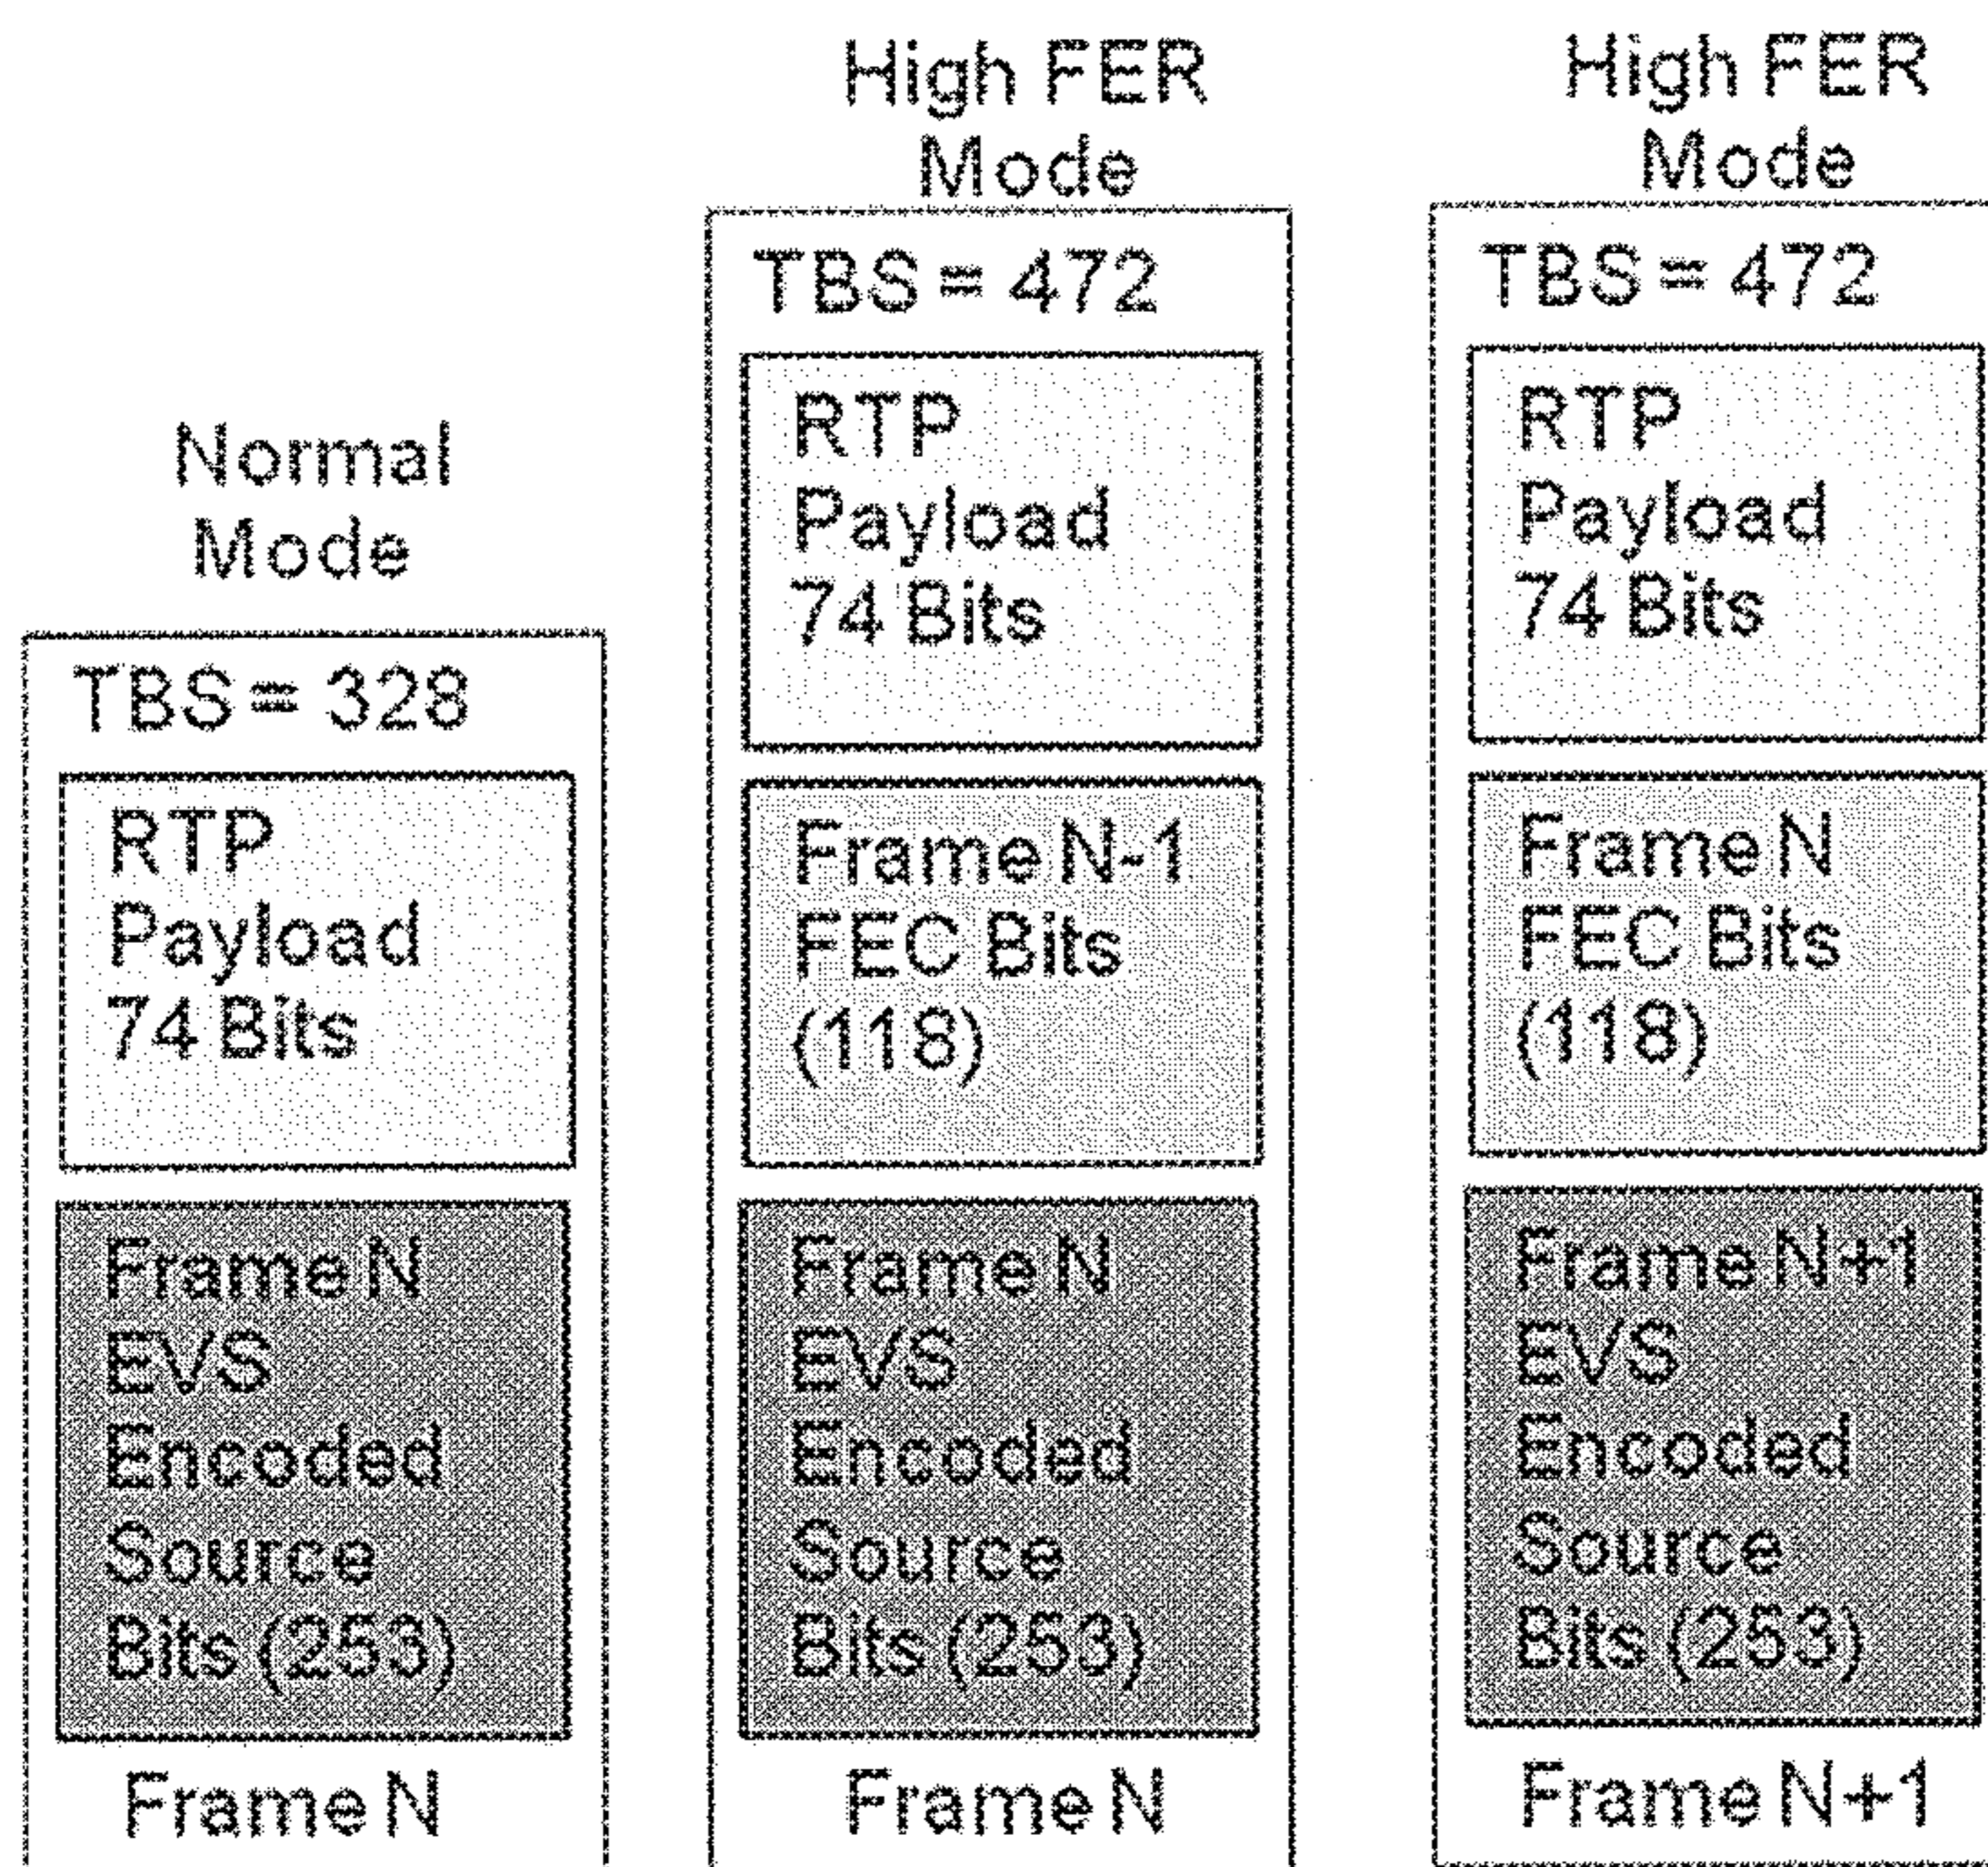 Normal
Mode
TBS = 328
RTP
Payload
74 Bits
Frame N
EVS
Encoded
Source
Bits (253)
Frame N
High FER
Mode
TBS = 472
RTP
Payload
74 Bits
Frame N-1
FEC Bits
(118)
Frame N
EVS
Encoded
Source
Bits (253)
Frame N
High FER
Mode
TBS = 472
RTP
Payload
74 Bits
Frame N
FEC Bits
(118)
Frame N+1
EVS
Encoded
Source
Bits (253)
Frame N+1